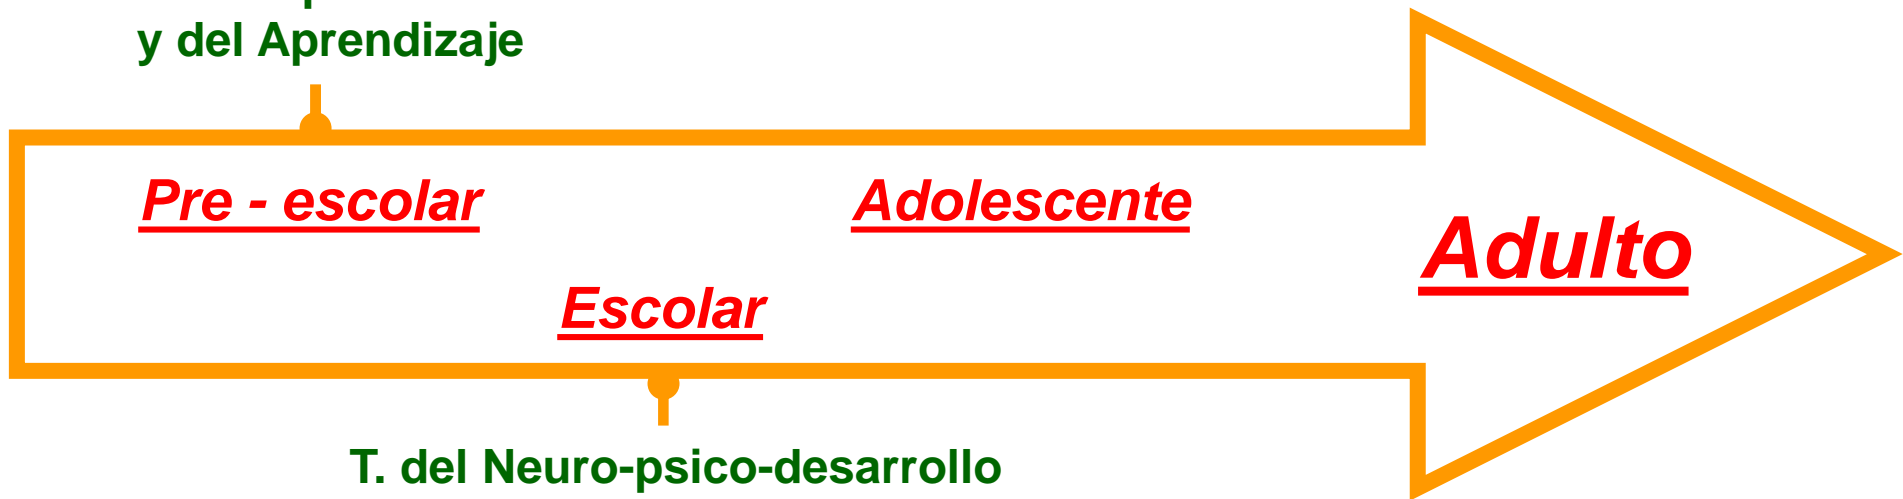 y del Aprendizaje
Pre - escolar
Adolescente
Adulto
Escolar
T. del Neuro-psico-desarrollo